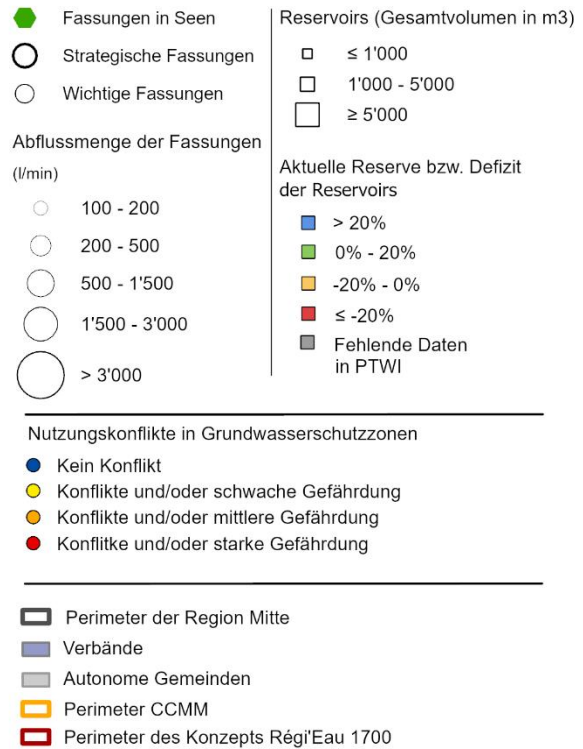 Fassungen in Seen
Strategische Fassungen
Wichtige Fassungen
Abflussmenge der Fassungen
(l/min)
100 - 200
200 - 500
500 - 1'500
1'500 - 3'000
> 3'000
Reservoirs (Gesamtvolumen in m3)
≤ 1'000
1'000 - 5'000
≥ 5'000
Aktuelle Reserve bzw. Defizit
der Reservoirs
> 20%
0% - 20%
-20% - 0%
≤ -20%
Fehlende Daten
in PTWI
Nutzungskonflikte in Grundwasserschutzzonen
Kein Konflikt
Konflikte und/oder schwache Gefährdung
Konflikte und/oder mittlere Gefährdung
Konflitke und/oder starke Gefährdung
Perimeter der Region Mitte
Verbände
Autonome Gemeinden
Perimeter CCMM
Perimeter des Konzepts Régi'Eau 1700